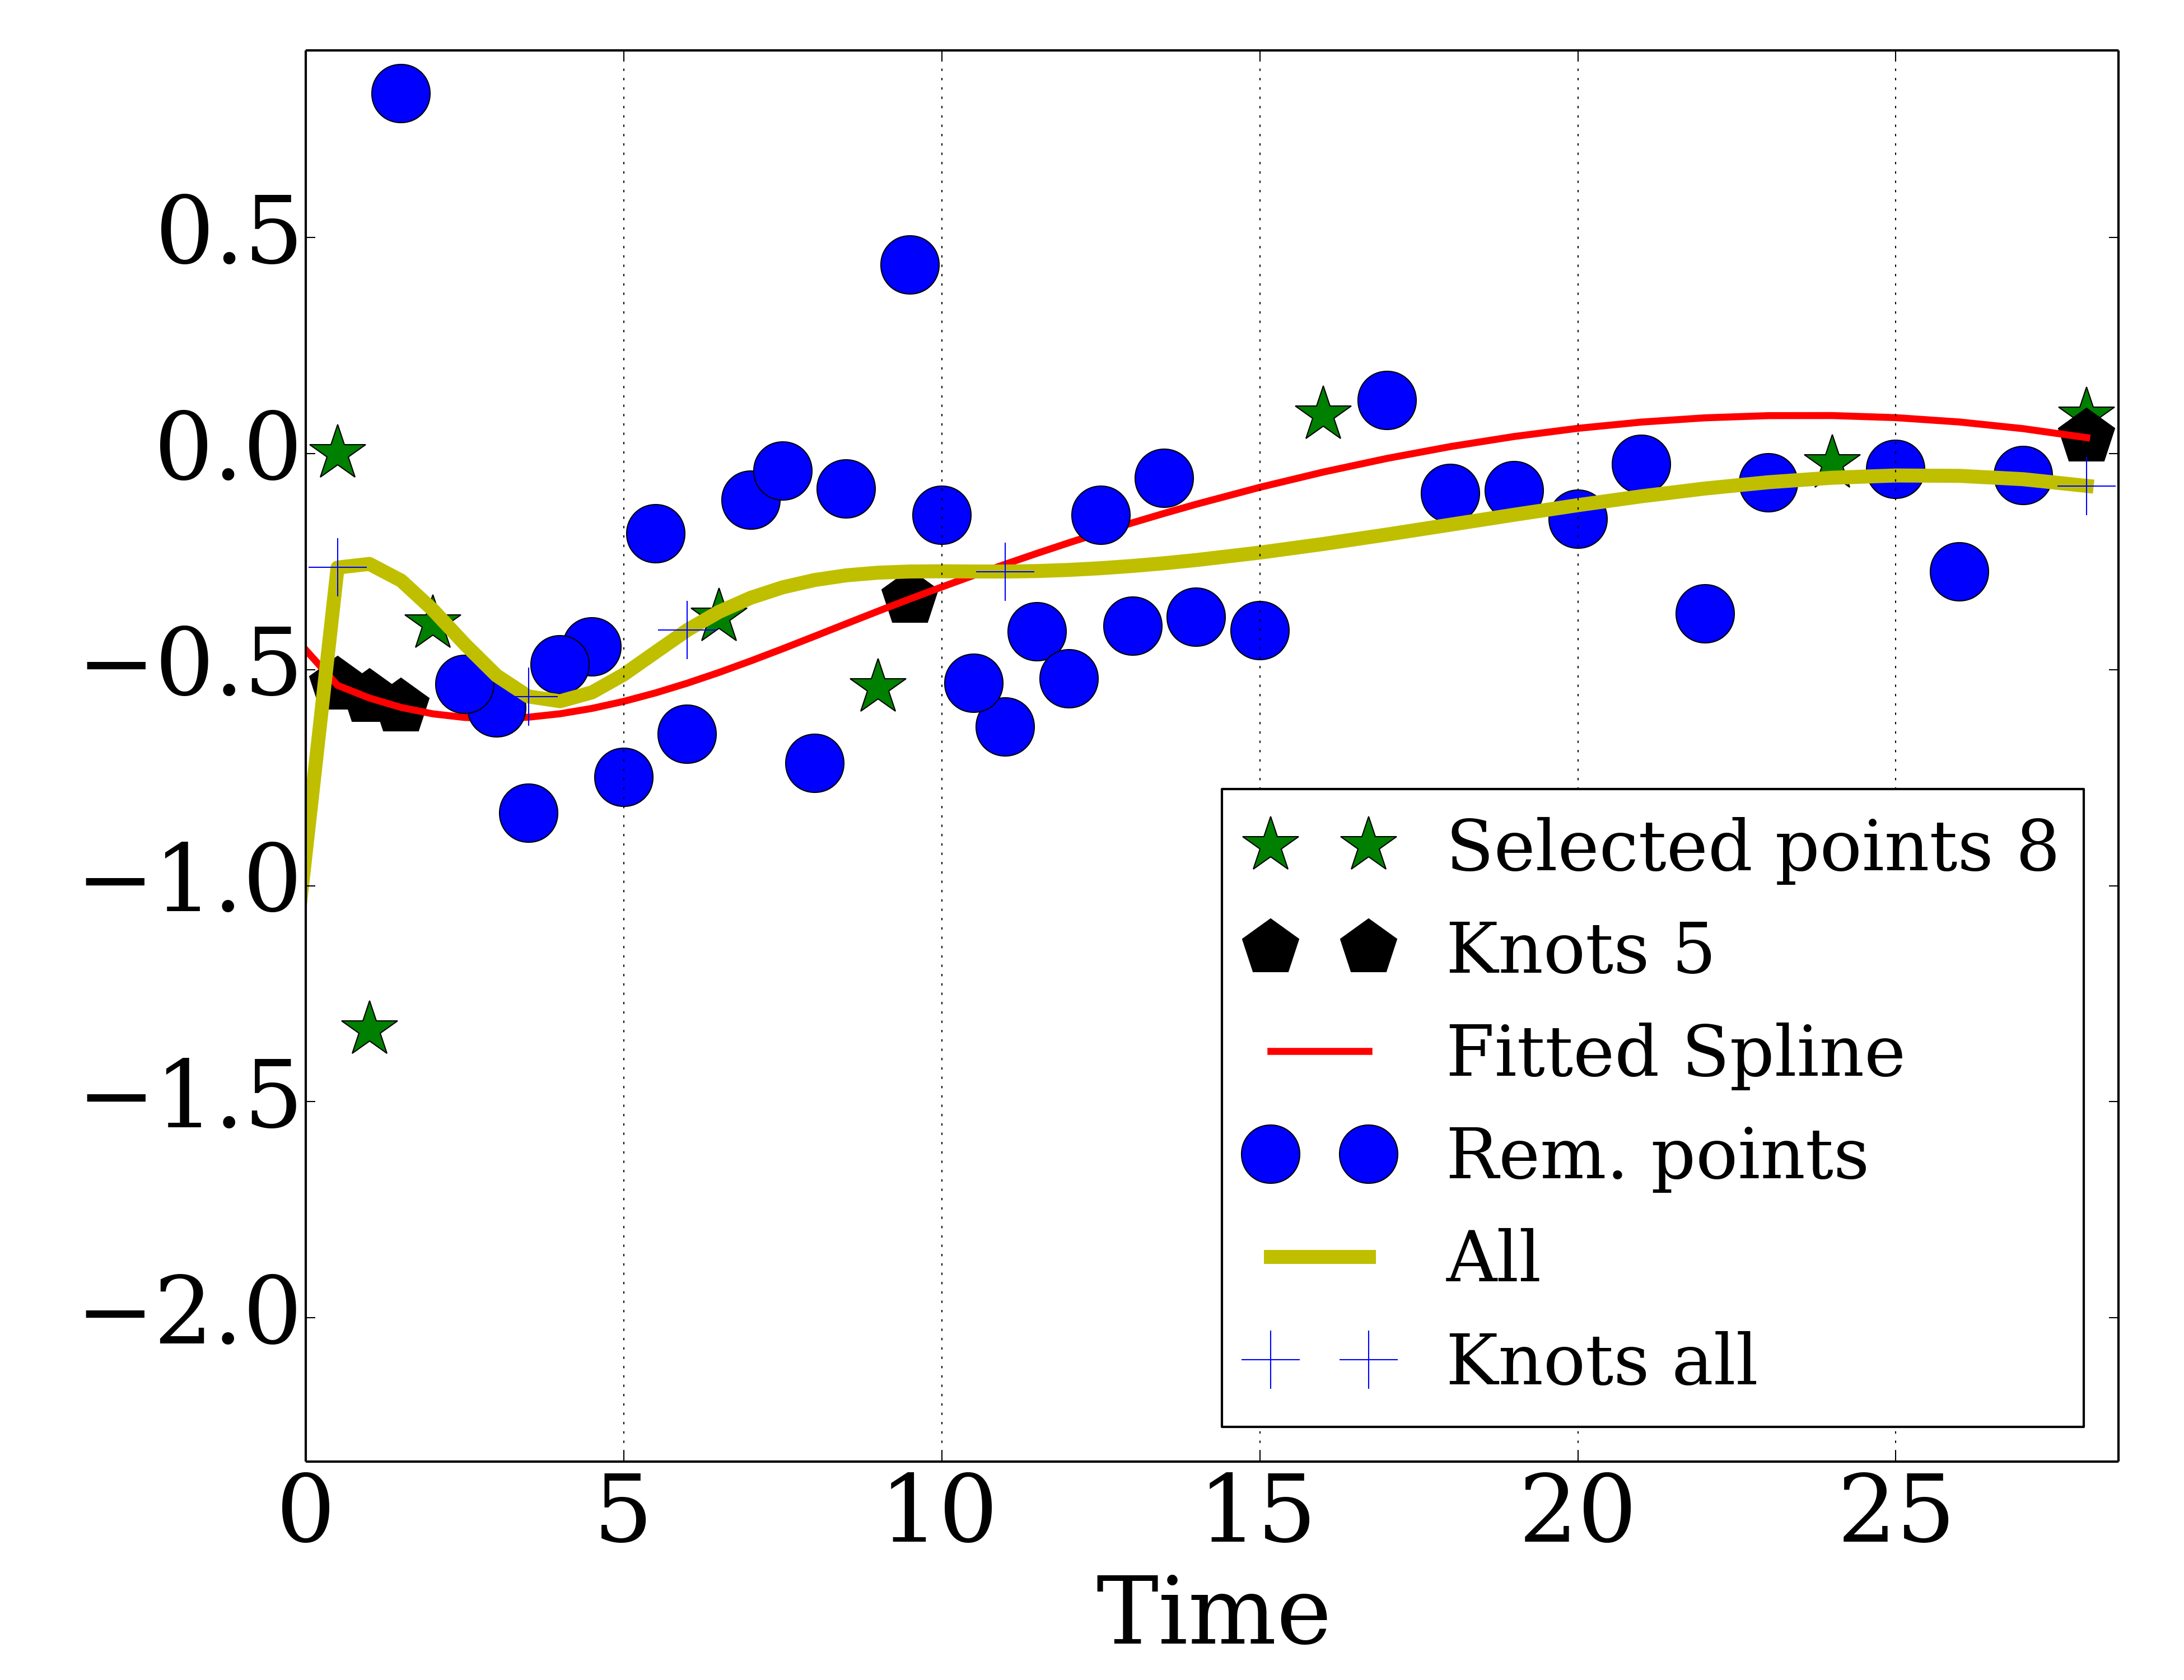 0.5
0.0
−0.5
−1.0
−1.5
−2.0
Selected points 8
Knots 5
Fitted Spline
Rem. points
All
Knots all
0 5 10 15 20 25
Time